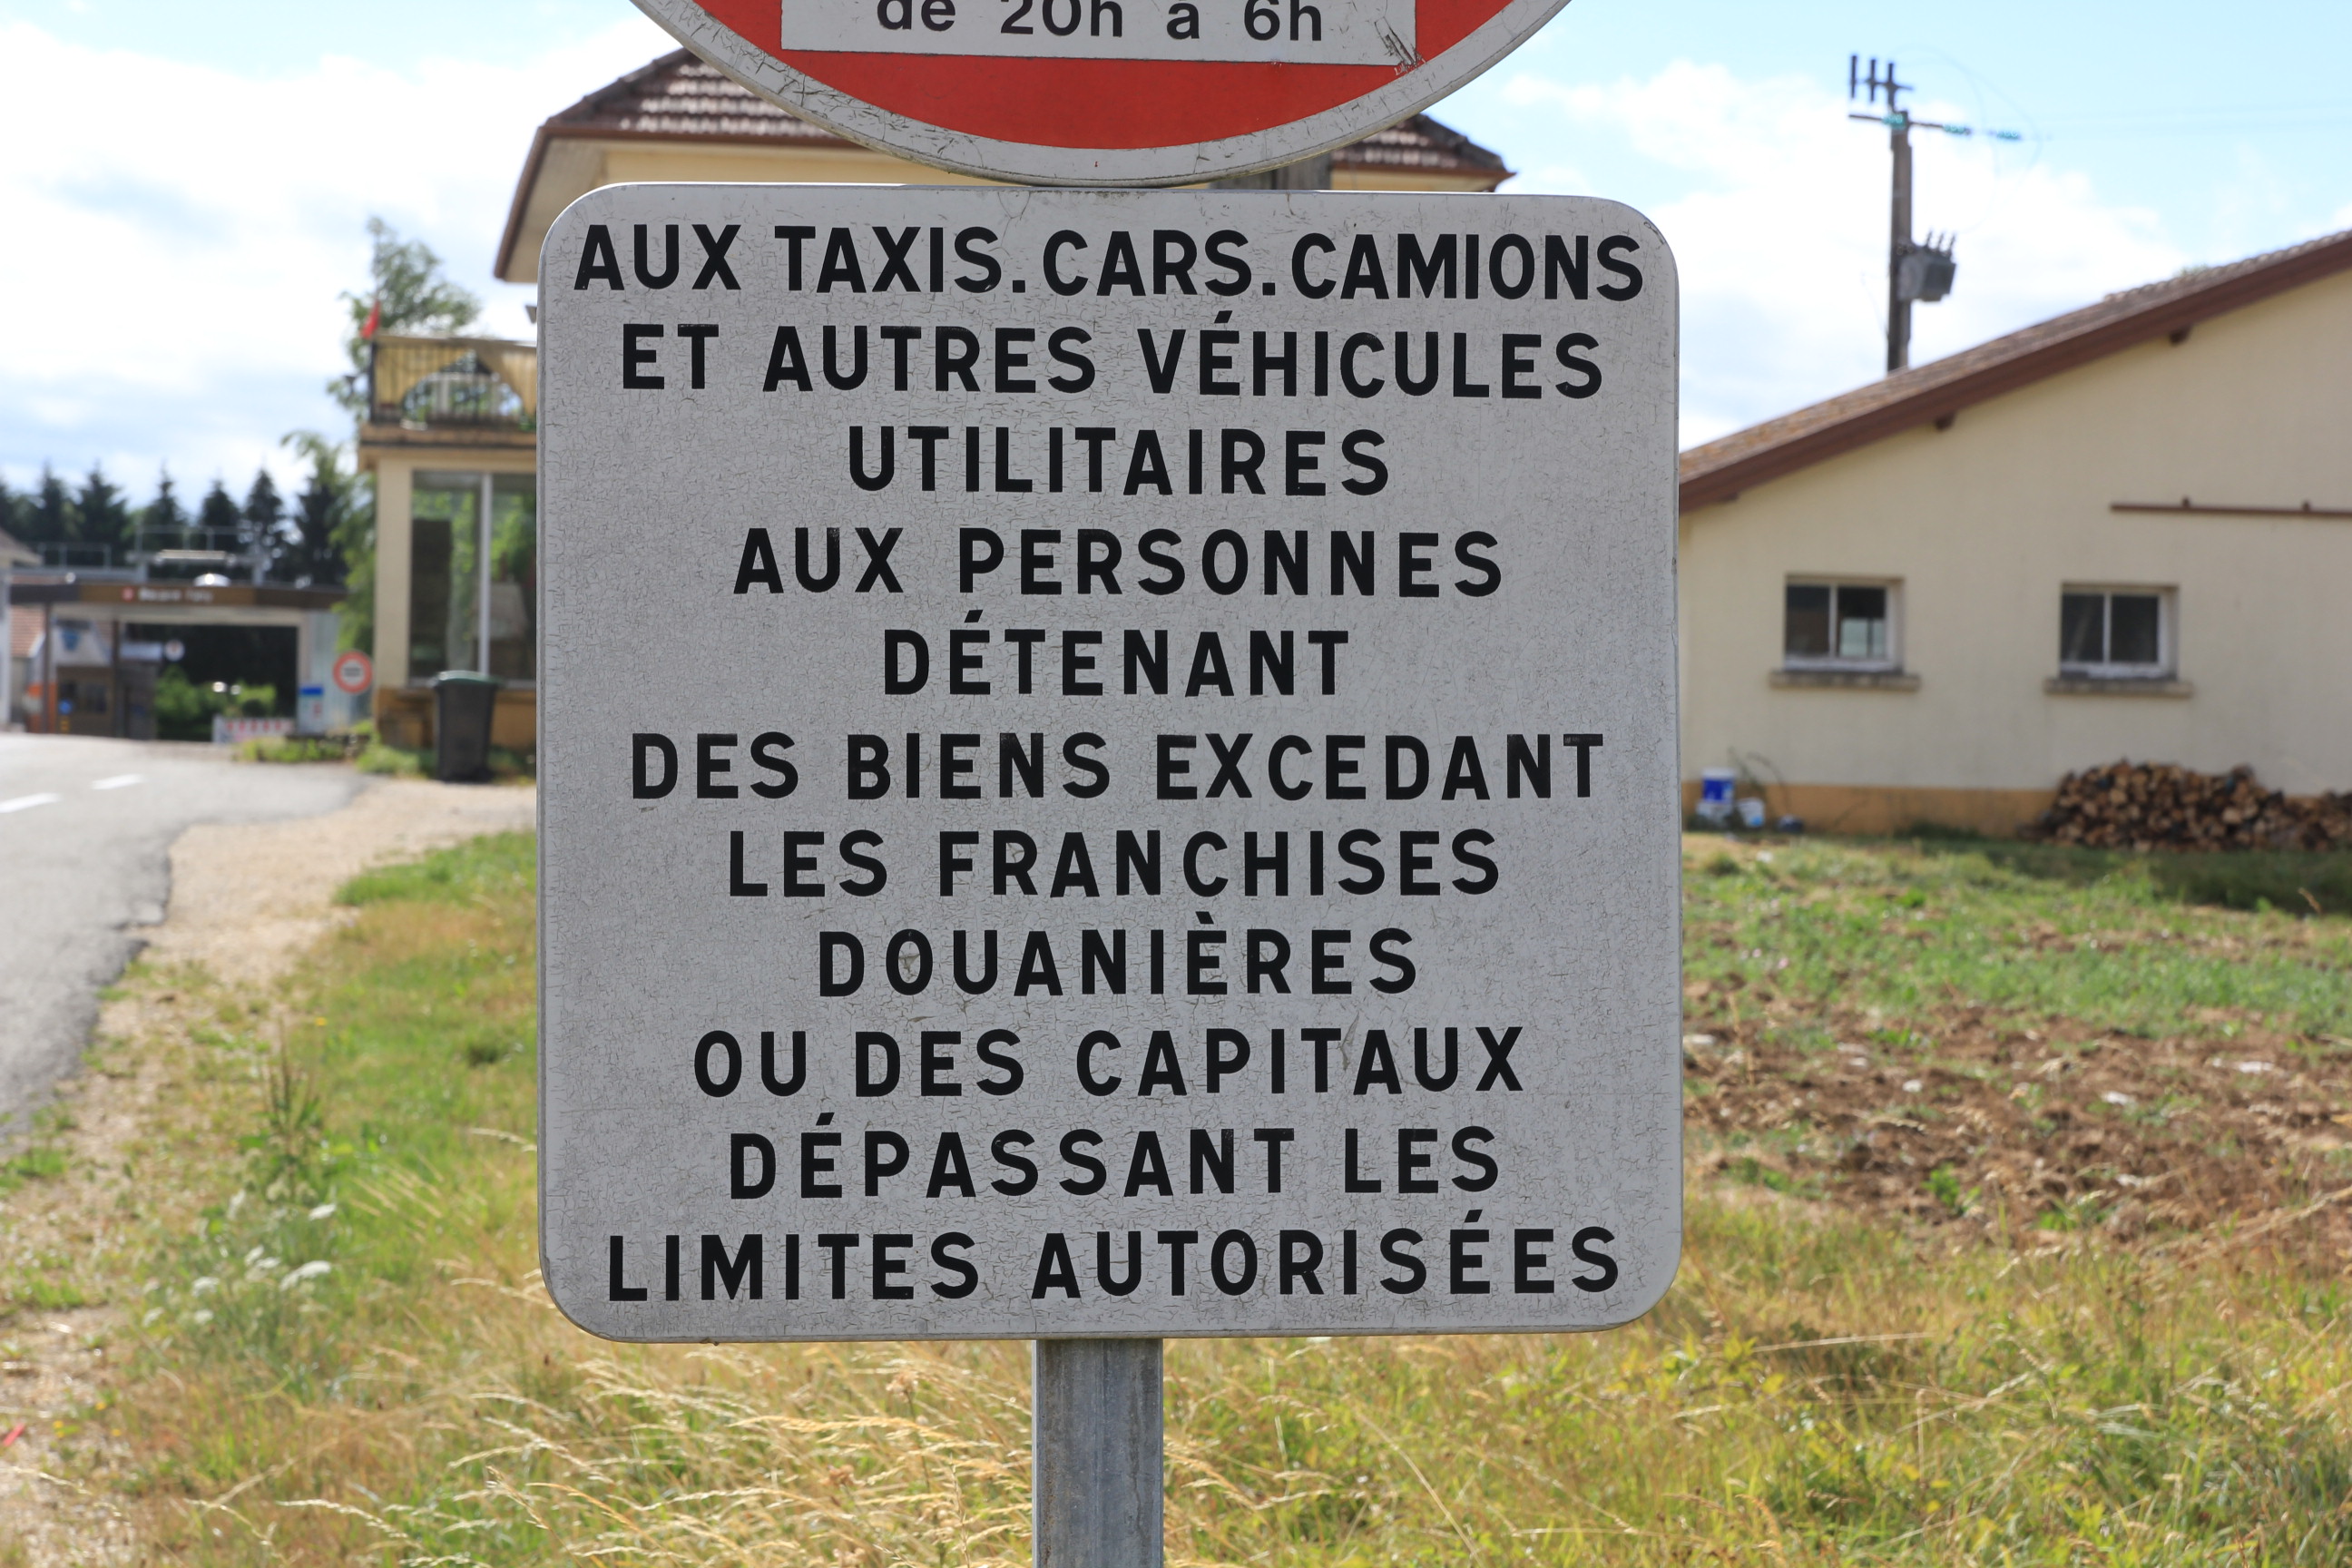 de 20h à 6h
AUX TAXIS.CARS.CAMIONS
ET AUTRES VÉHICULES
UTILITAIRES
AUX PERSONNES
DÉTENANT
DES BIENS EXCEDANT
LES FRANCHISES
DOUANIÈRES
OU DES CAPITAUX
DÉPASSANT LES
LIMITES AUTORISÉES